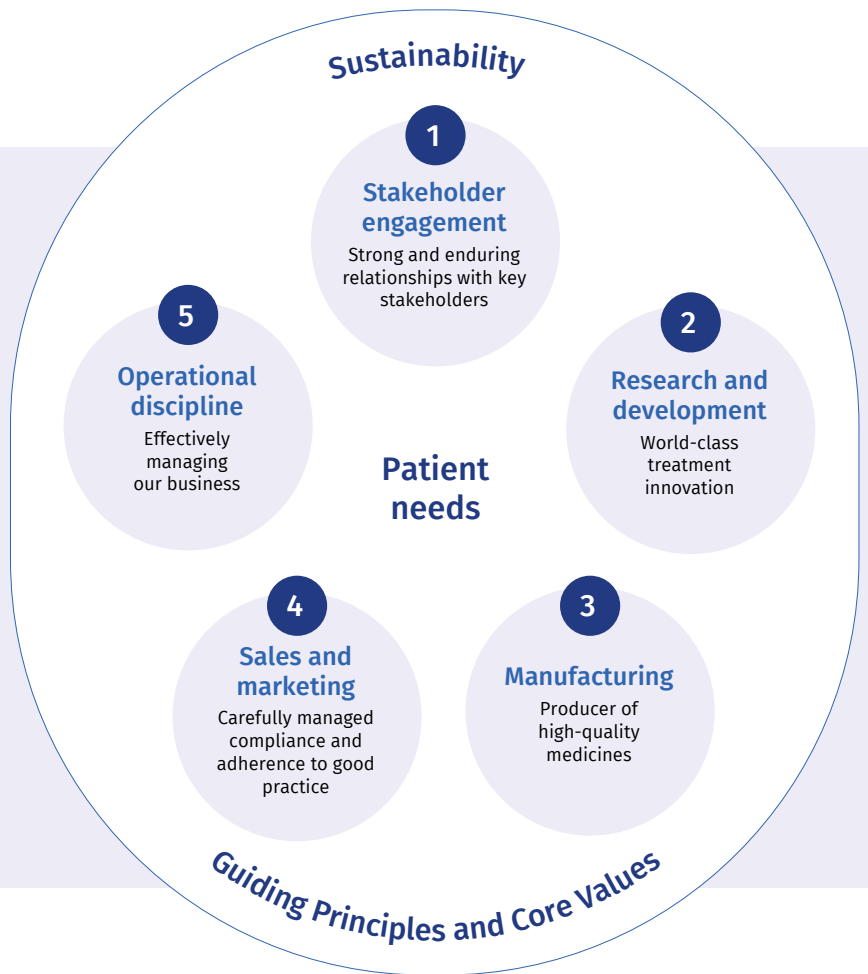 Sustainability
1
Stakeholder
engagement
Strong and enduring
relationships with key
stakeholders
2
Research and
development
World-class
treatment
innovation
3
Manufacturing
Producer of
high-quality
medicines
4
Sales and
marketing
Carefully managed
compliance and
adherence to good
practice
5
Operational
discipline
Effectively
managing
our business
Patient
needs
Guiding Principles and Core Values